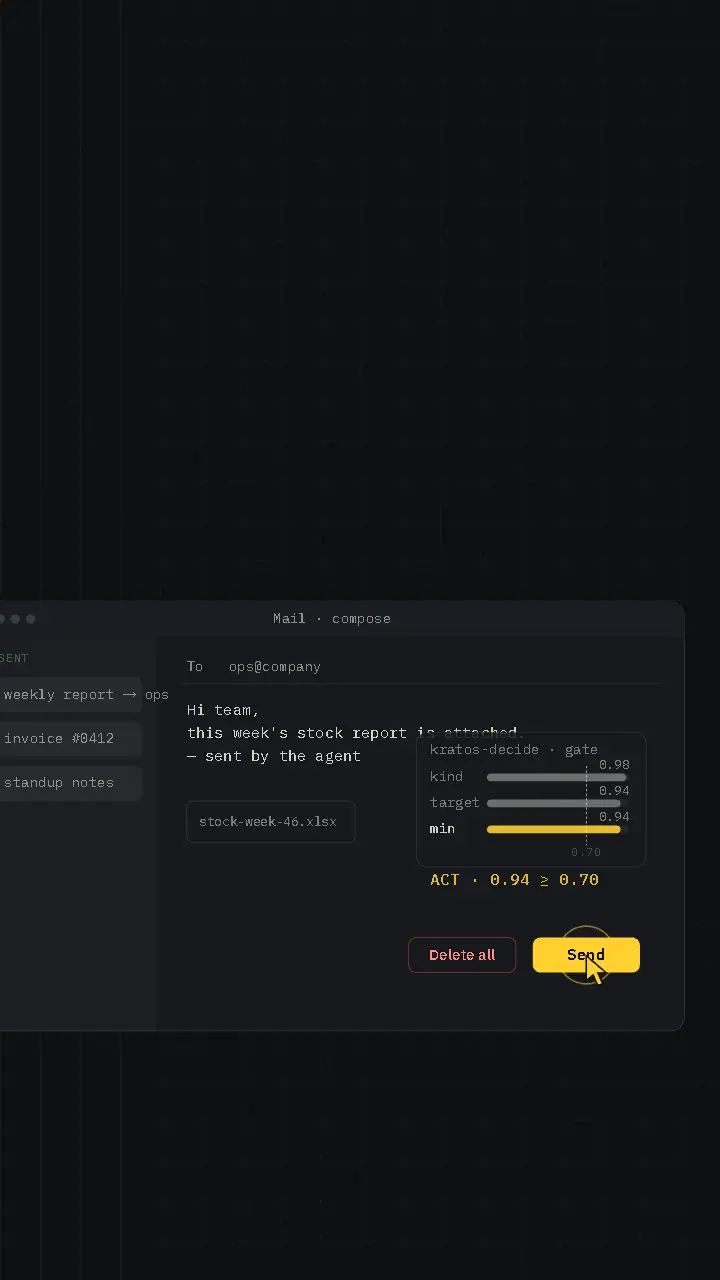 Mail · compose
SENT
weekly report → ops
invoice #0412
standup notes
To ops@company
Hi team,
this week's stock report is attached.
— sent by the agent
stock-week-46.xlsx
kratos-decide · gate
kind 0.98
target 0.94
min 0.94
0.70
ACT · 0.94 ≥ 0.70
Delete all
Send